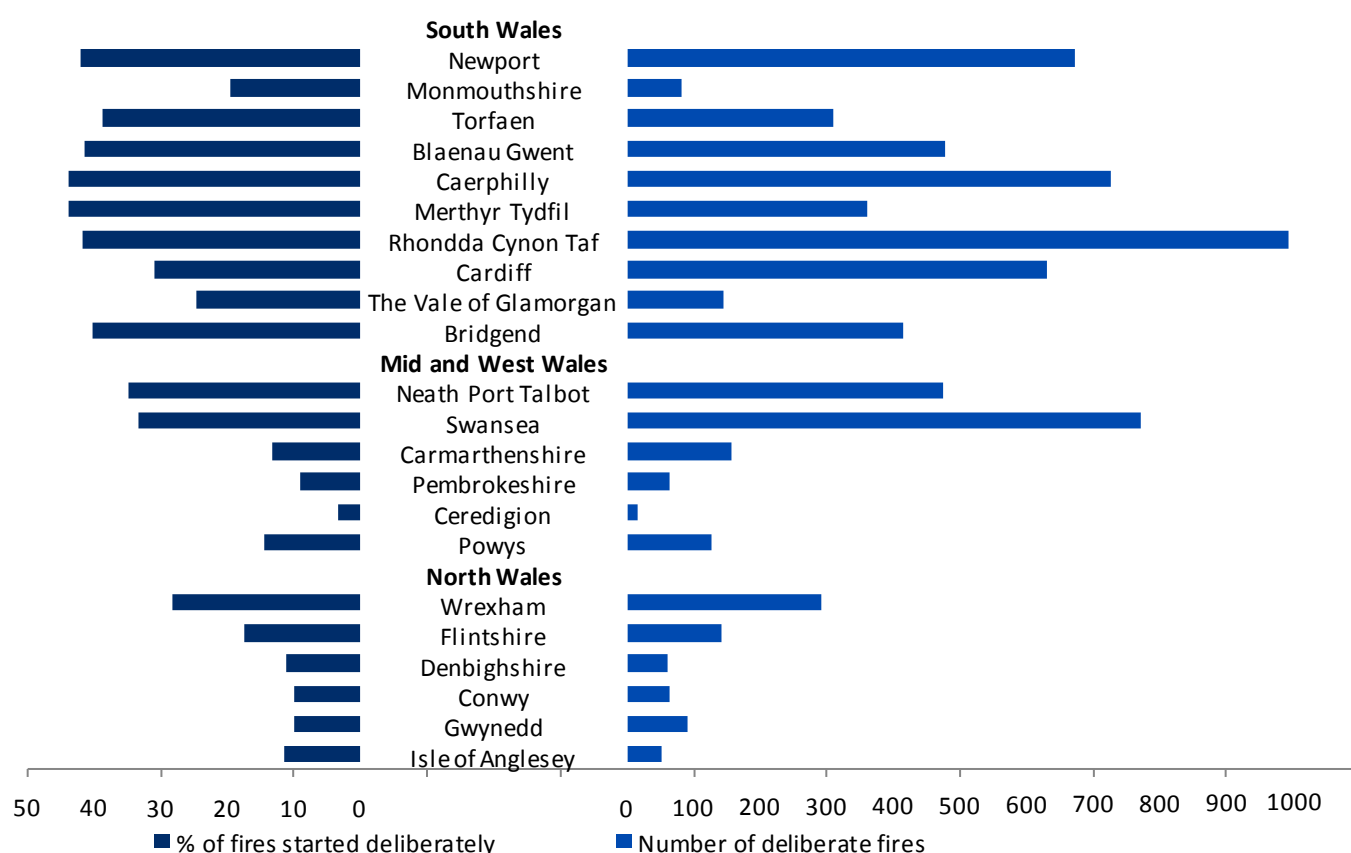 South Wales
Newport
Monmouthshire
Torfaen
Blaenau Gwent
Caerphilly
Merthyr Tydfil
Rhondda Cynon Taf
Cardiff
The Vale of Glamorgan
Bridgend
Mid and West Wales
Neath Port Talbot
Swansea
Carmarthenshire
Pembrokeshire
Ceredigion
Powys
North Wales
Wrexham
Flintshire
Denbighshire
Conwy
Gwynedd
Isle of Anglesey
50 40 30 20 10 0 0 100 200 300 400 500 600 700 800 900 1000
% of fires started deliberately Number of deliberate fires